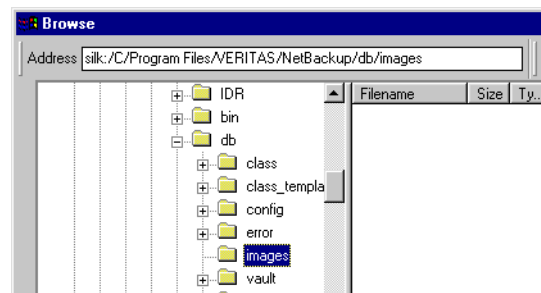 Browse
Address silk:/C/Program Files/VERITAS/NetBackup/db/images
Filename Size Ty...
IDR
bin
db
class
class_templa
config
error
images
vault